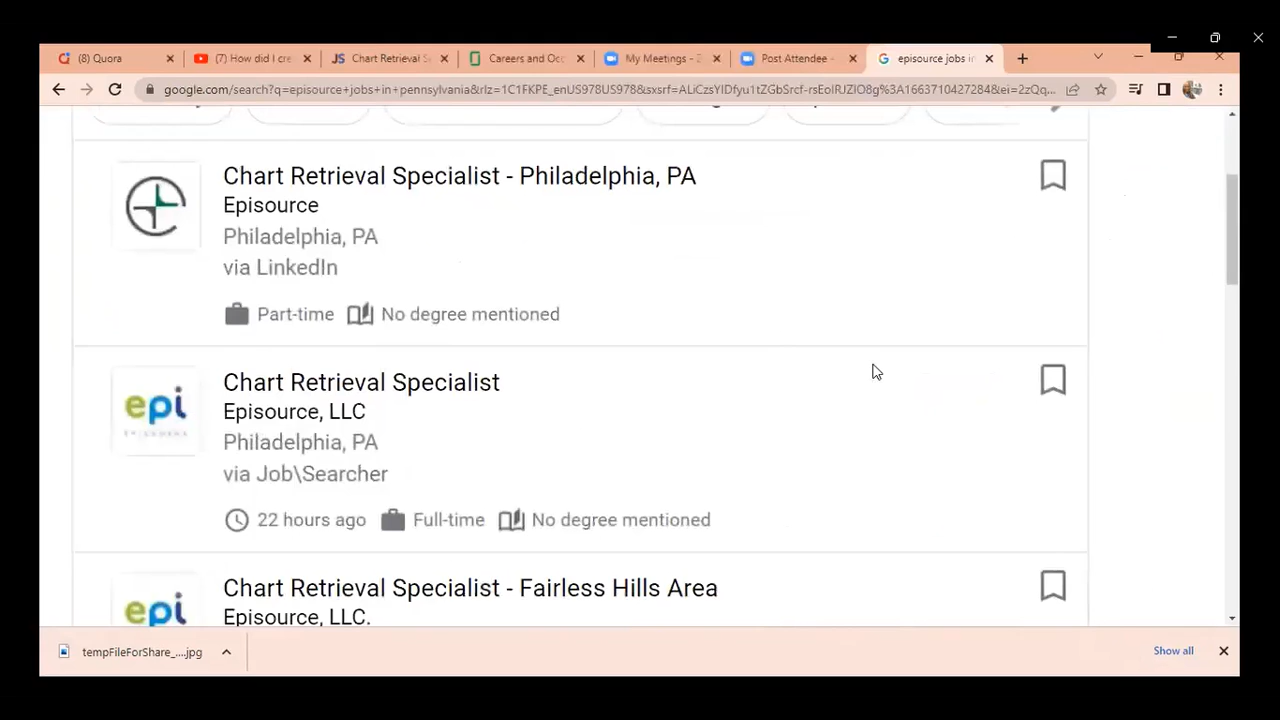 (8) Quora
(7) How did I cre
Chart Retrieval S
Careers and Occ
My Meetings - Z
Post Attendee -
episource jobs in
google.com/search?q=episource+jobs+in+pennsylvania&rlz=1C1FKPE_enUS978US978&sxsrf=ALiCzsYIDfyu1tZGbSrcf-rsEoIRJZIO8g%3A1663710427284&ei=2zQq...
Chart Retrieval Specialist - Philadelphia, PA
Episource
Philadelphia, PA
via LinkedIn
Part-time No degree mentioned
epi
Chart Retrieval Specialist
Episource, LLC
Philadelphia, PA
via Job\Searcher
22 hours ago Full-time No degree mentioned
epi
Chart Retrieval Specialist - Fairless Hills Area
Episource, LLC.
tempFileForShare_....jpg
Show all